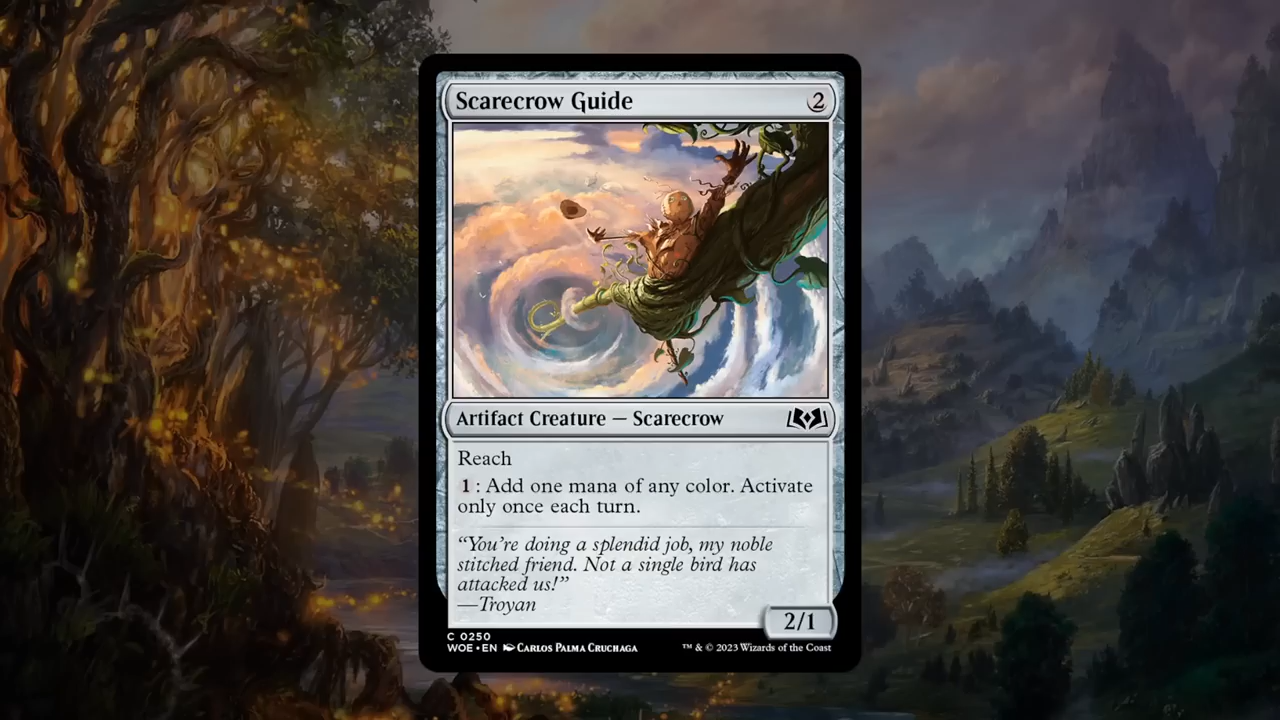 Scarecrow Guide 2
Artifact Creature — Scarecrow
Reach
1: Add one mana of any color. Activate
only once each turn.
“You’re doing a splendid job, my noble
stitched friend. Not a single bird has
attacked us!”
—Troyan
2/1
C 0250
WOE • EN Carlos Palma Cruchaga
™ & © 2023 Wizards of the Coast